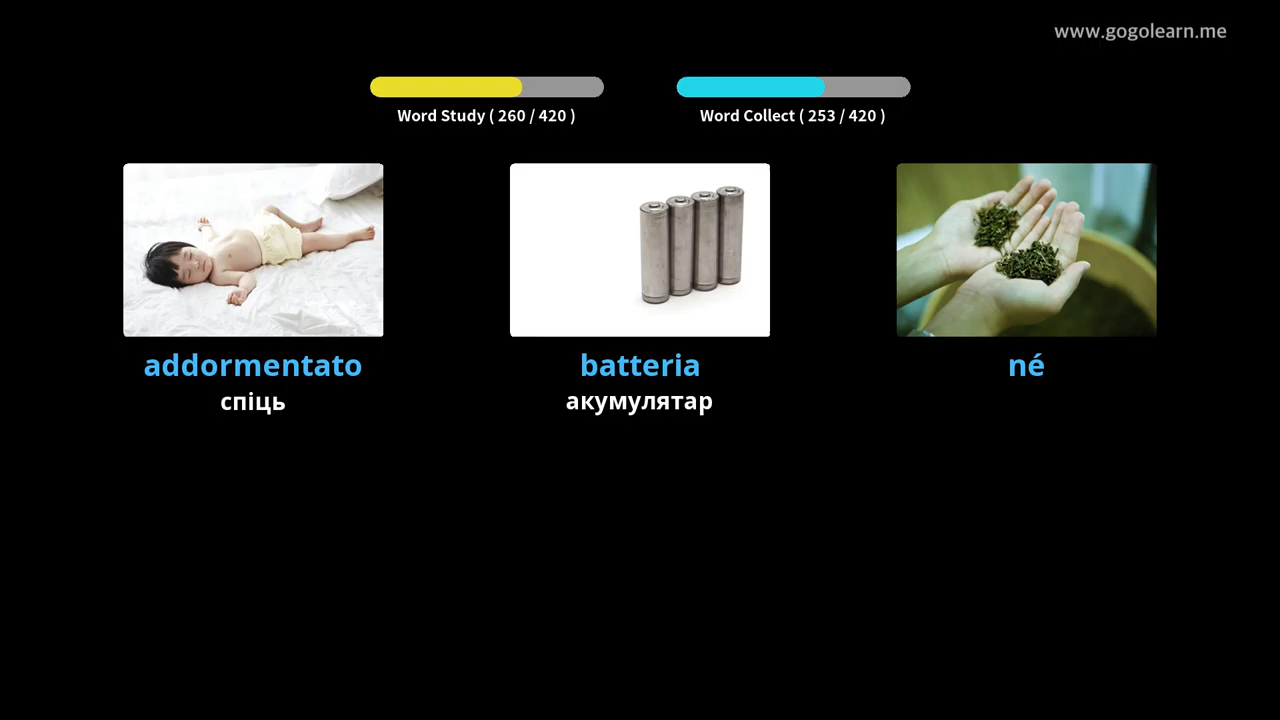 www.gogolearn.me
Word Study ( 260 / 420 )
Word Collect ( 253 / 420 )
addormentato
спіць
batteria
акумулятар
né